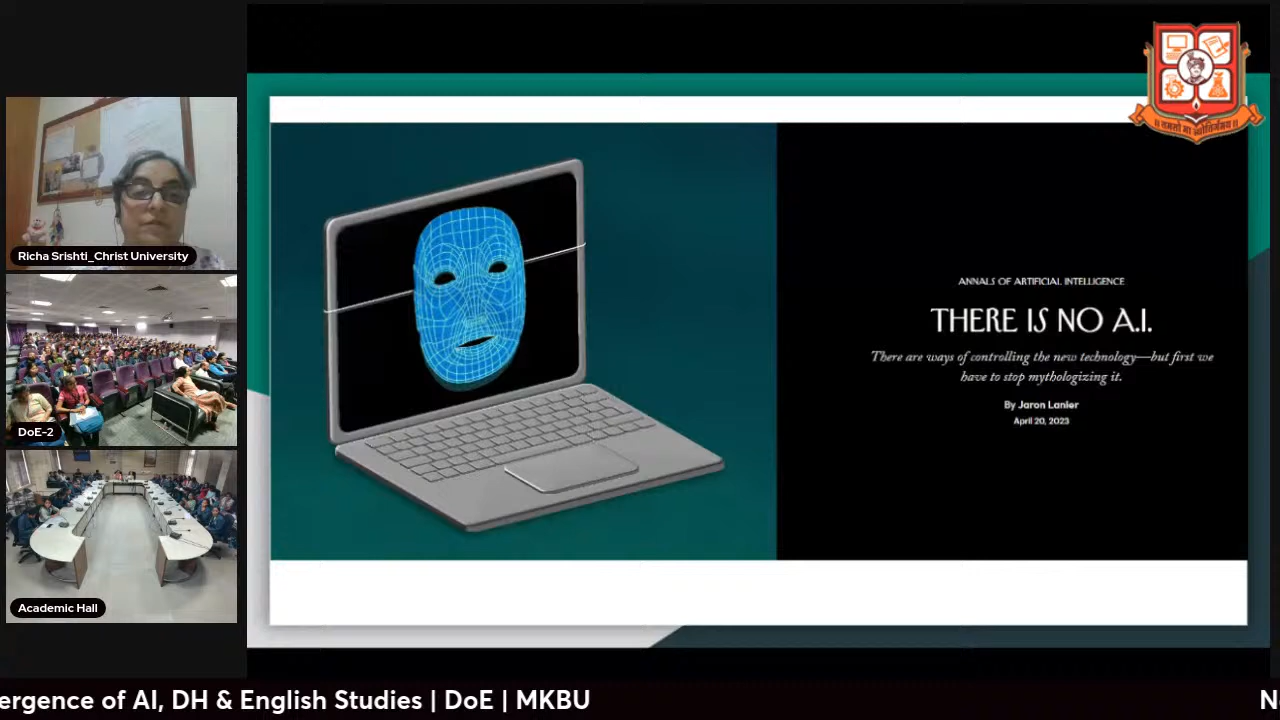 Richa Srishti_Christ University
DoE-2
Academic Hall
ANNALS OF ARTIFICIAL INTELLIGENCE
THERE IS NO A.I.
There are ways of controlling the new technology—but first we
have to stop mythologizing it.
By Jaron Lanier
April 20, 2023
॥ तमसो मा ज्योतिर्गमय ॥
ergence of AI, DH & English Studies | DoE | MKBU
N